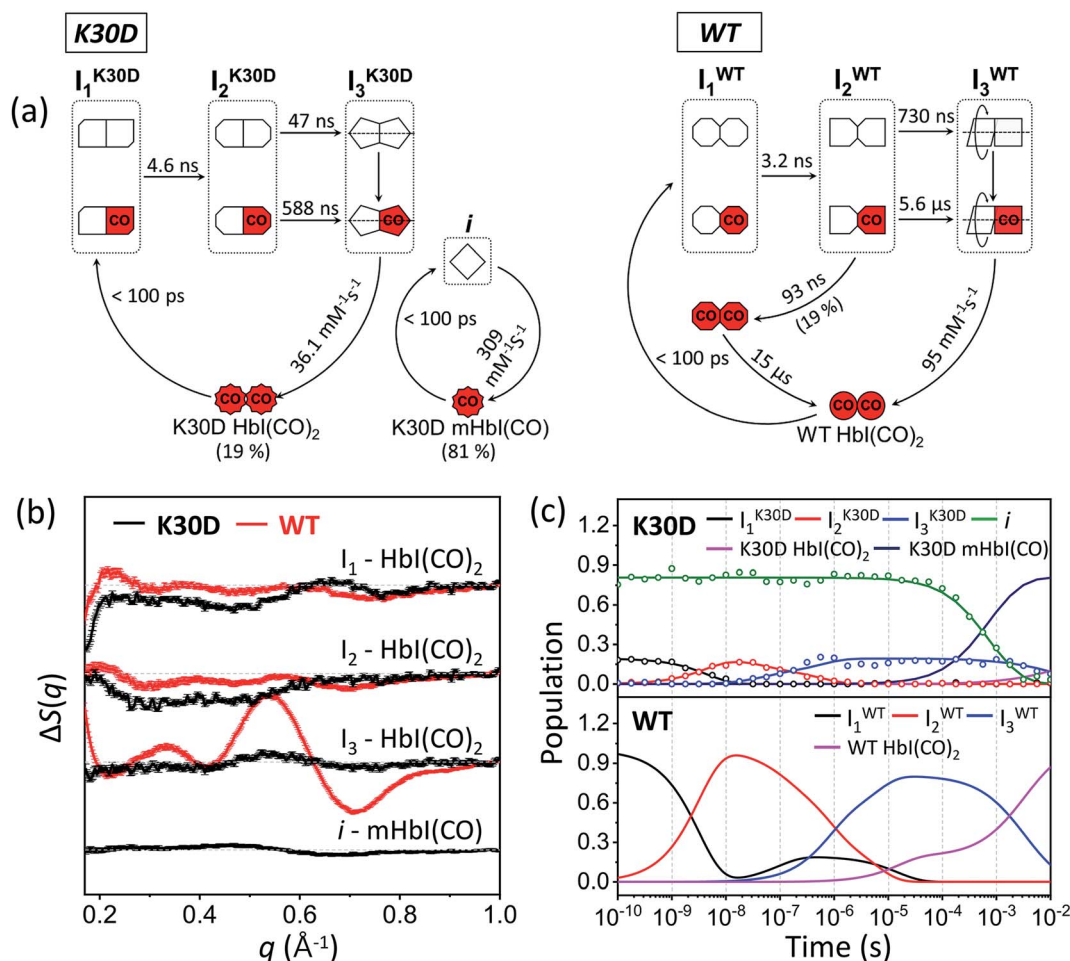 (a)
K30D
I₁ᴷ³⁰ᴰ I₂ᴷ³⁰ᴰ I₃ᴷ³⁰ᴰ
47 ns
4.6 ns
CO CO 588 ns CO
i
< 100 ps
36.1 mM⁻¹s⁻¹
< 100 ps
309
mM⁻¹S⁻¹
CO CO
K30D HbI(CO)₂
(19 %)
CO
K30D mHbI(CO)
(81 %)
WT
I₁ᵂᵀ I₂ᵂᵀ I₃ᵂᵀ
730 ns
3.2 ns
CO CO 5.6 µs CO
93 ns
(19 %)
CO CO
< 100 ps
15 µs
95 mM⁻¹s⁻¹
CO CO
WT HbI(CO)₂
(b)
K30D WT
I₁ - HbI(CO)₂
I₂ - HbI(CO)₂
I₃ - HbI(CO)₂
i - mHbI(CO)
ΔS(q)
0.2 0.4 0.6 0.8 1.0
q (Å⁻¹)
(c)
K30D I₁ᴷ³⁰ᴰ I₂ᴷ³⁰ᴰ I₃ᴷ³⁰ᴰ i
K30D HbI(CO)₂ K30D mHbI(CO)
1.2
0.9
0.6
0.3
0.0
WT I₁ᵂᵀ I₂ᵂᵀ I₃ᵂᵀ
WT HbI(CO)₂
1.2
0.9
0.6
0.3
0.0
Population
10⁻¹⁰ 10⁻⁹ 10⁻⁸ 10⁻⁷ 10⁻⁶ 10⁻⁵ 10⁻⁴ 10⁻³ 10⁻²
Time (s)